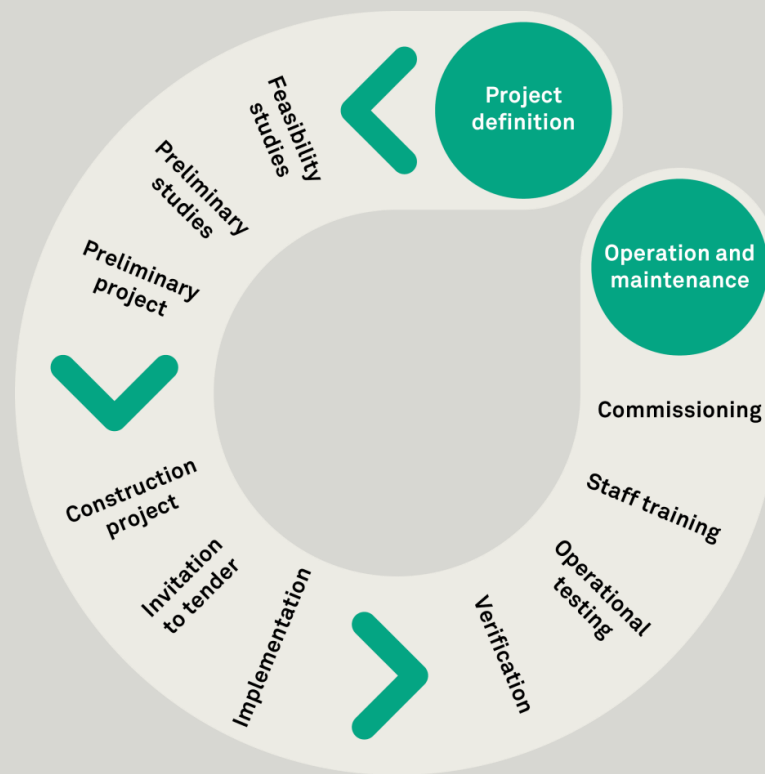 Project
definition
Feasibility
studies
Preliminary
studies
Preliminary
project
Construction
project
Invitation
to tender
Implementation
Verification
Operational
testing
Staff training
Commissioning
Operation and
maintenance